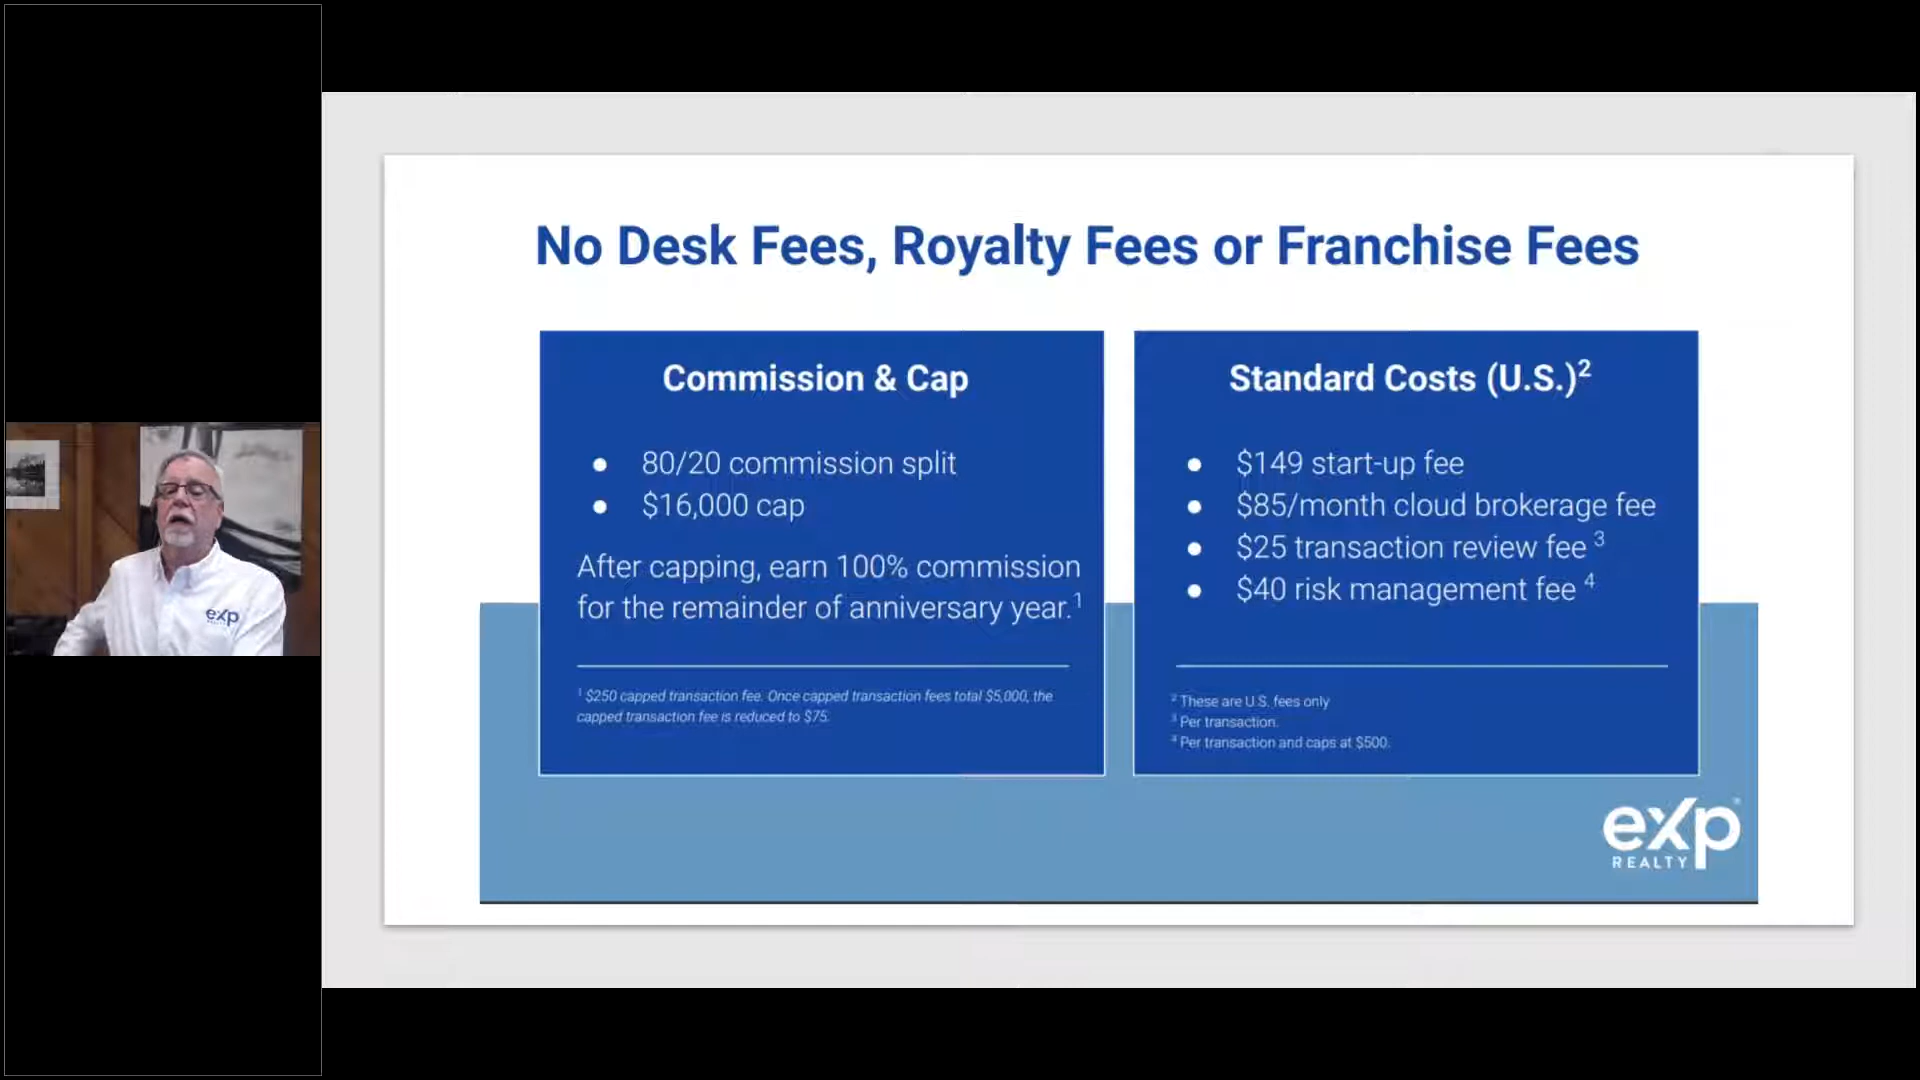 No Desk Fees, Royalty Fees or Franchise Fees
Commission & Cap
● 80/20 commission split
● $16,000 cap
After capping, earn 100% commission
for the remainder of anniversary year.¹
¹ $250 capped transaction fee. Once capped transaction fees total $5,000, the
capped transaction fee is reduced to $75.
Standard Costs (U.S.)²
● $149 start-up fee
● $85/month cloud brokerage fee
● $25 transaction review fee ³
● $40 risk management fee ⁴
² These are U.S. fees only
³ Per transaction.
⁴ Per transaction and caps at $500.
exp
REALTY
exp
REALTY